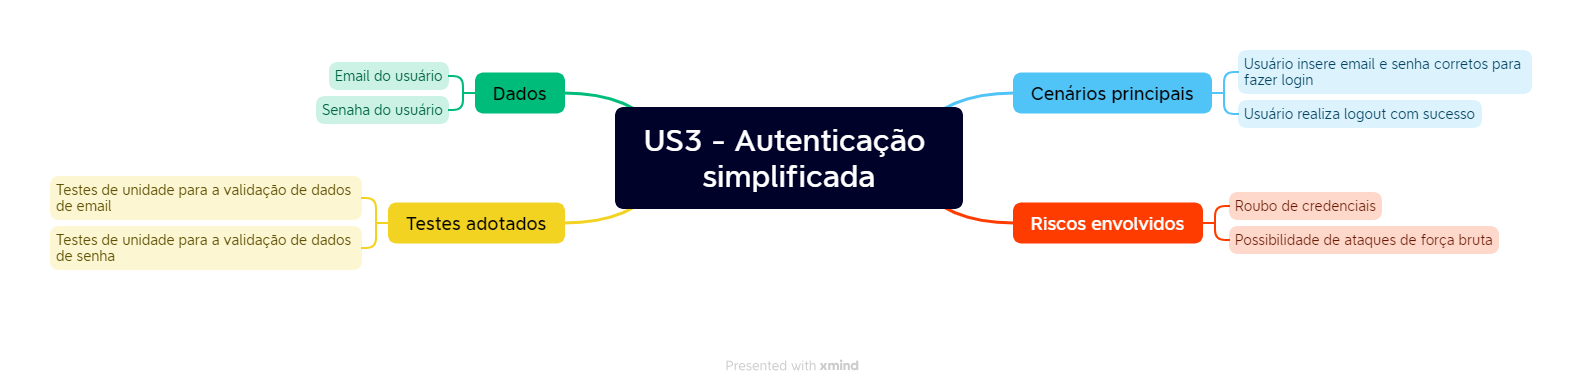 US3 - Autenticação
simplificada
Cenários principais
Usuário insere email e senha corretos para
fazer login
Usuário realiza logout com sucesso
Riscos envolvidos
Roubo de credenciais
Possibilidade de ataques de força bruta
Dados
Email do usuário
Senaha do usuário
Testes adotados
Testes de unidade para a validação de dados
de email
Testes de unidade para a validação de dados
de senha
Presented with xmind